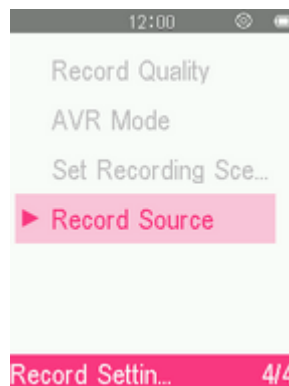 12:00
Record Quality
AVR Mode
Set Recording Sce...
Record Source
Record Settin... 4/4